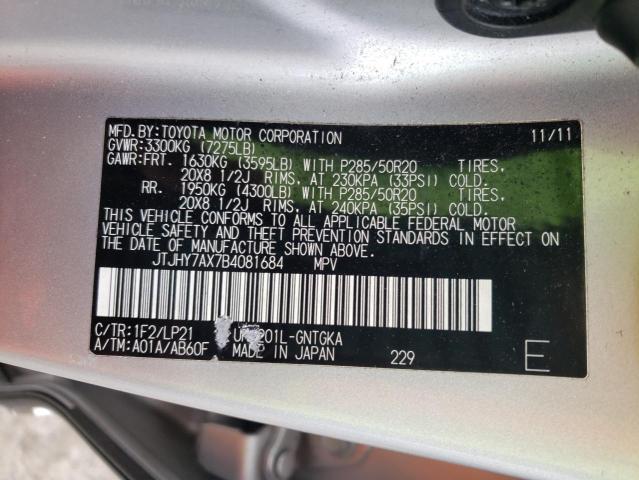 MFD.BY:TOYOTA MOTOR CORPORATION 11/11
GVWR:3300KG (7275LB)
GAWR:FRT. 1630KG (3595LB) WITH P285/50R20 TIRES,
20X8 1/2J RIMS, AT 230KPA (33PSI) COLD.
RR. 1950KG (4300LB) WITH P285/50R20 TIRES,
20X8 1/2J RIMS, AT 240KPA (35PSI) COLD.
THIS VEHICLE CONFORMS TO ALL APPLICABLE FEDERAL MOTOR
VEHICLE SAFETY AND THEFT PREVENTION STANDARDS IN EFFECT ON
THE DATE OF MANUFACTURE SHOWN ABOVE.
JTJHY7AX7B4081684 MPV
C/TR:1F2/LP21 01L-GNTGKA
A/TM:A01A/AB60F MADE IN JAPAN 229 E